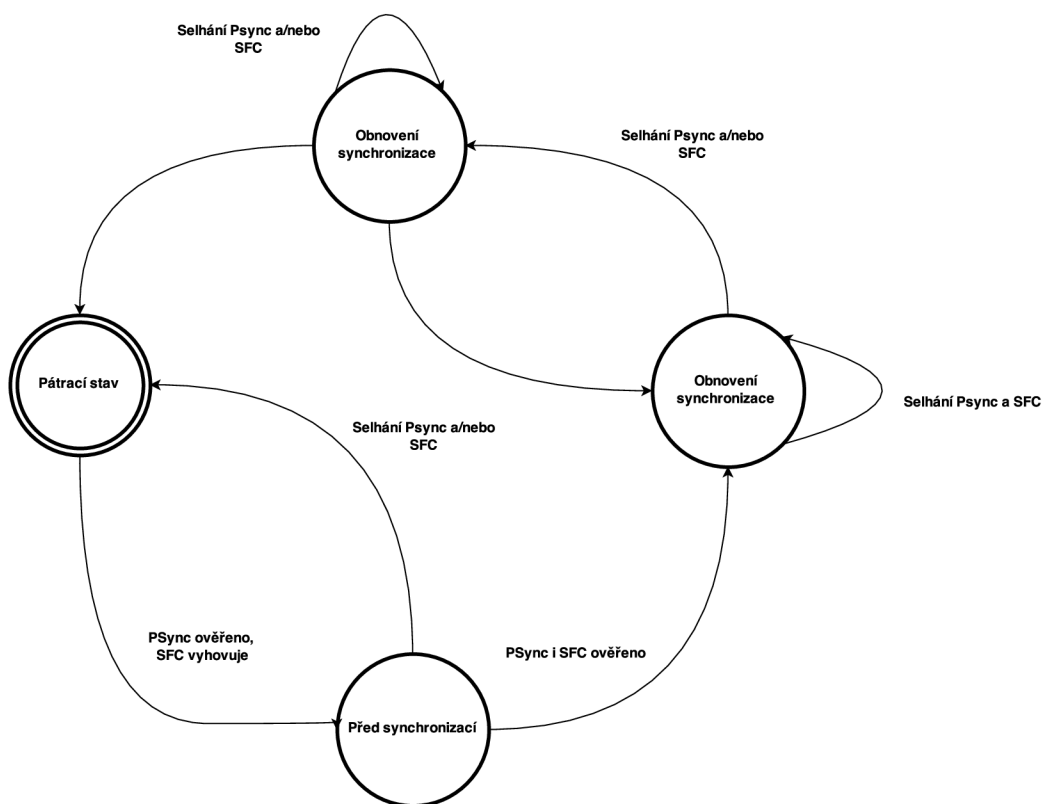 Selhání Psync a/nebo
SFC
Obnovení
synchronizace
Selhání Psync a/nebo
SFC
Pátrací stav
Obnovení
synchronizace
Selhání Psync a SFC
Selhání Psync a/nebo
SFC
PSync ověřeno,
SFC vyhovuje
PSync i SFC ověřeno
Před synchronizací